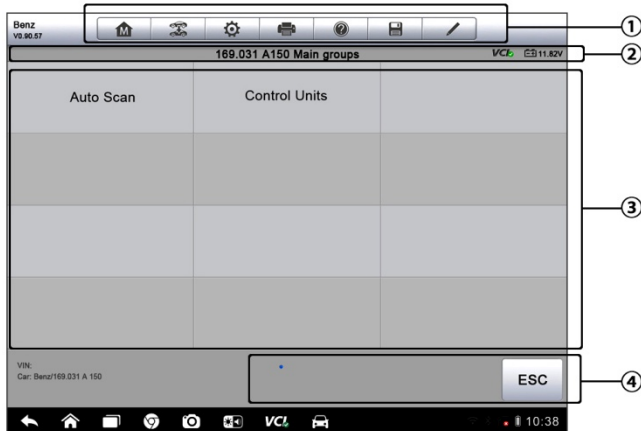 Benz
V0.90.57
M
?
①
169.031 A150 Main groups
VCI
11.82V
②
Auto Scan
Control Units
③
VIN:
Car: Benz/169.031 A 150
ESC
④
VCI
10:38